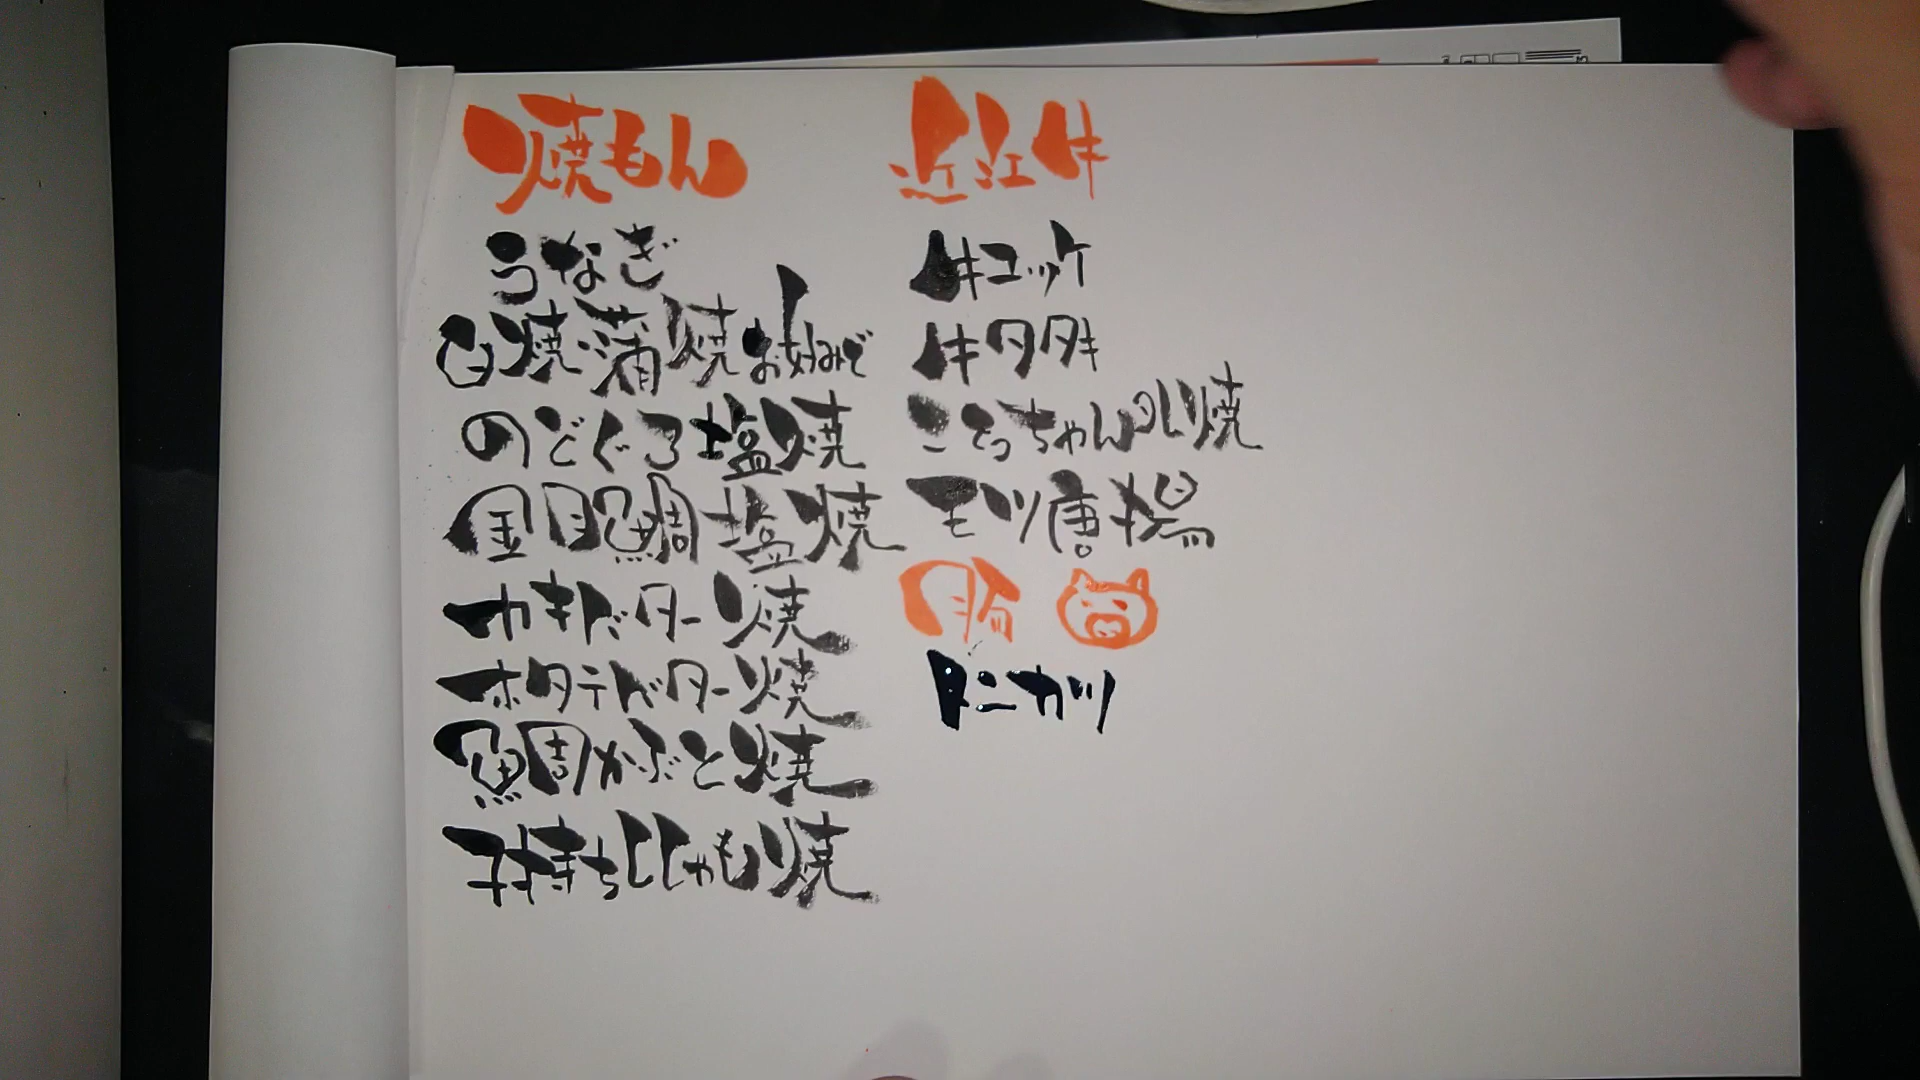 焼もん
うなぎ
白焼・蒲焼お好みで
のどぐろ塩焼
金目鯛塩焼
カキバター焼
ホタテバター焼
鯛かぶと焼
子持ちししゃも焼
近江牛
牛ユッケ
牛タタキ
こてっちゃんタレ焼
モツ唐揚
豚
トンカツ